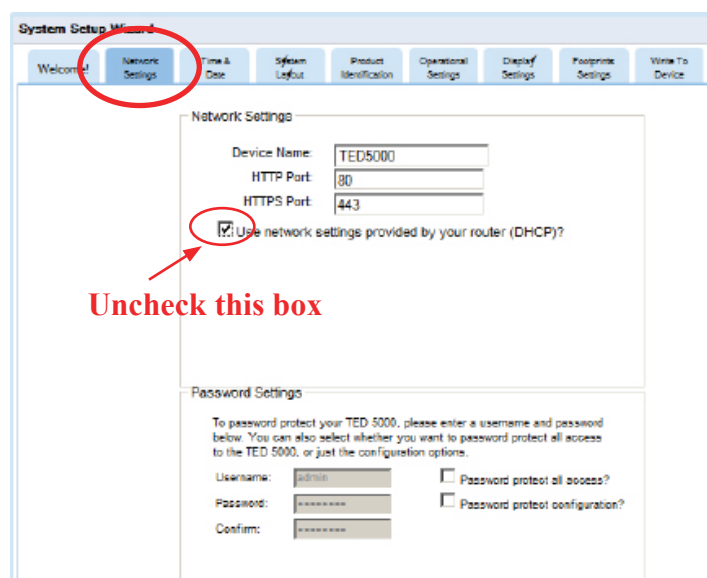 System Setup Wizard
Welcome!
Network Settings
Time & Date
System Layout
Product Identification
Operational Settings
Display Settings
Footprints Settings
Write To Device
Network Settings
Device Name: TED5000
HTTP Port: 80
HTTPS Port: 443
Use network settings provided by your router (DHCP)?
Uncheck this box
Password Settings
To password protect your TED 5000, please enter a username and password
below. You can also select whether you want to password protect all access
to the TED 5000, or just the configuration options.
Username: admin
Password protect all access?
Password: --------
Password protect configuration?
Confirm: --------